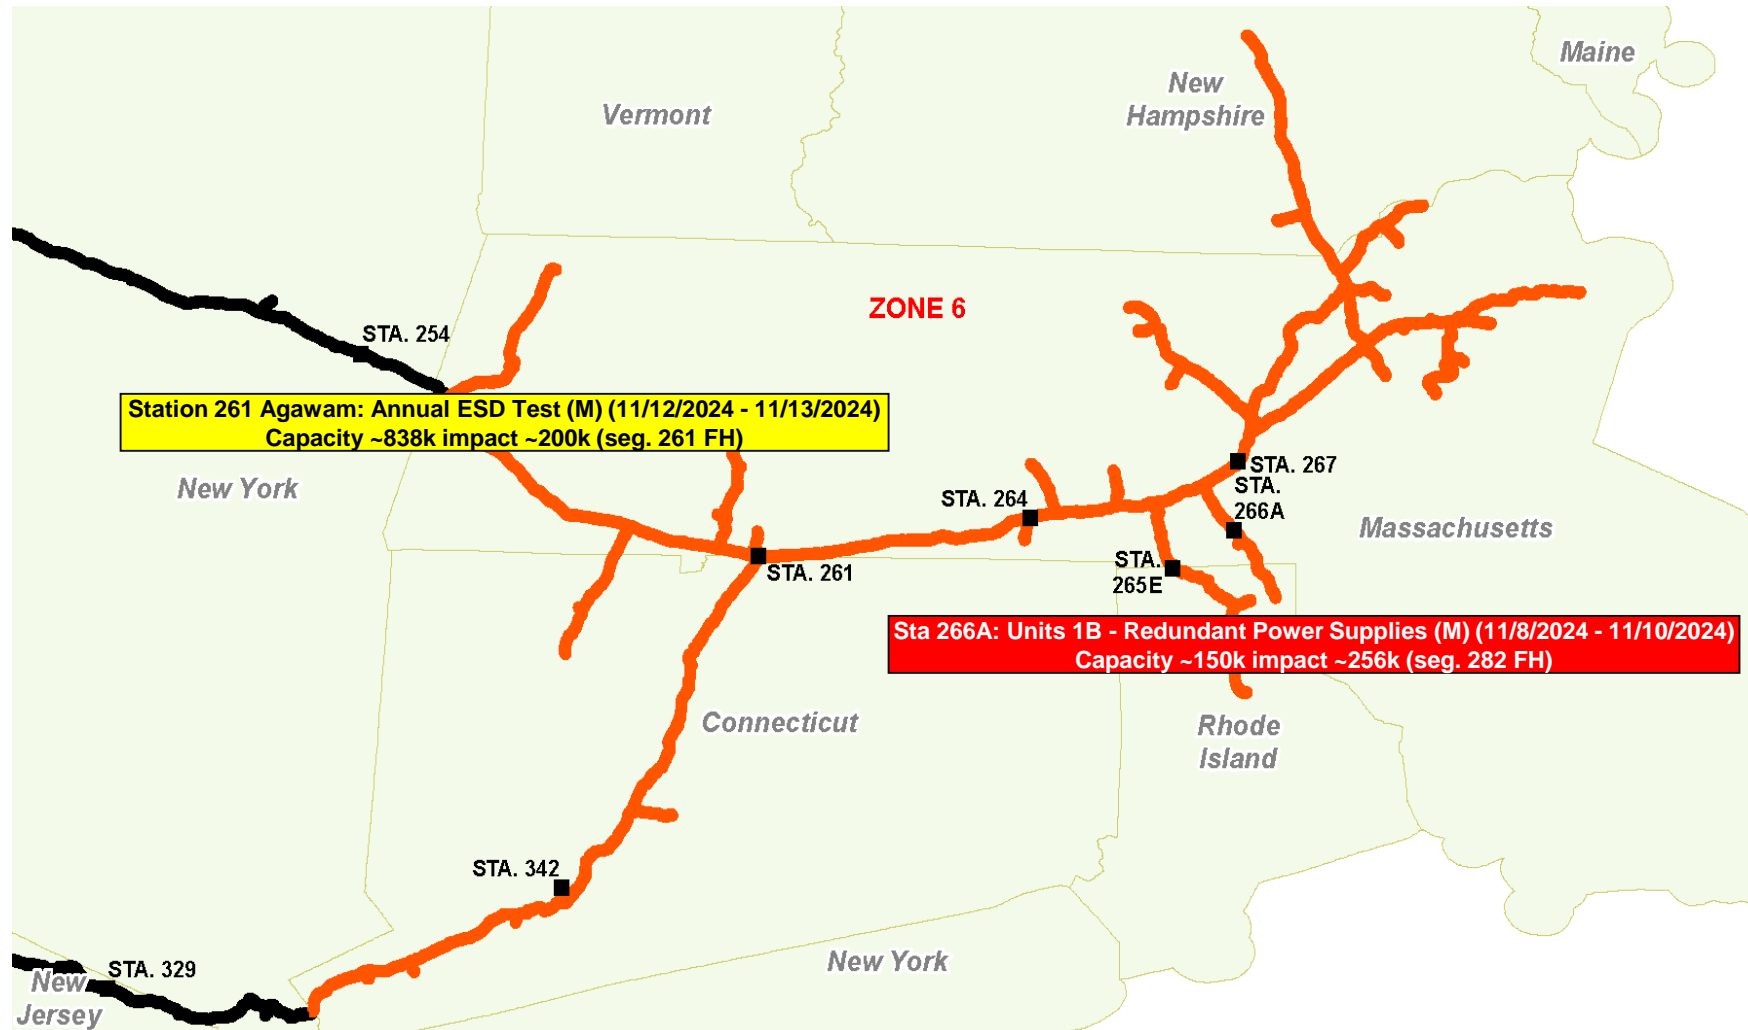 Maine
New
Hampshire
Vermont
ZONE 6
STA. 254
Station 261 Agawam: Annual ESD Test (M) (11/12/2024 - 11/13/2024)
Capacity ~838k impact ~200k (seg. 261 FH)
New York
STA. 267
STA.
266A
STA. 264
Massachusetts
STA. 261
STA.
265E
Sta 266A: Units 1B - Redundant Power Supplies (M) (11/8/2024 - 11/10/2024)
Capacity ~150k impact ~256k (seg. 282 FH)
Connecticut
Rhode
Island
STA. 342
New York
STA. 329
New
Jersey